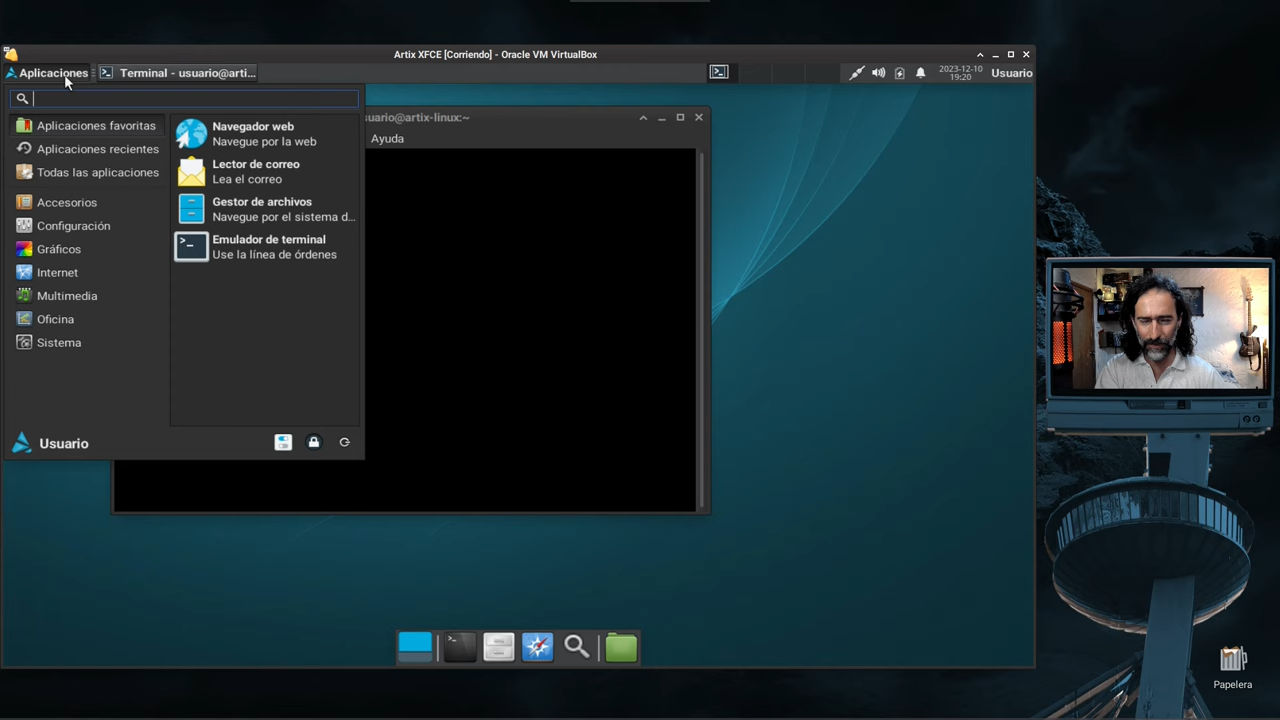 Artix XFCE [Corriendo] - Oracle VM VirtualBox
Aplicaciones
Terminal - usuario@arti...
2023-12-10
19:20
Usuario
suario@artix-linux:~
Ayuda
Aplicaciones favoritas
Aplicaciones recientes
Todas las aplicaciones
Accesorios
Configuración
Gráficos
Internet
Multimedia
Oficina
Sistema
Navegador web
Navegue por la web
Lector de correo
Lea el correo
Gestor de archivos
Navegue por el sistema d...
Emulador de terminal
Use la línea de órdenes
Usuario
Papelera